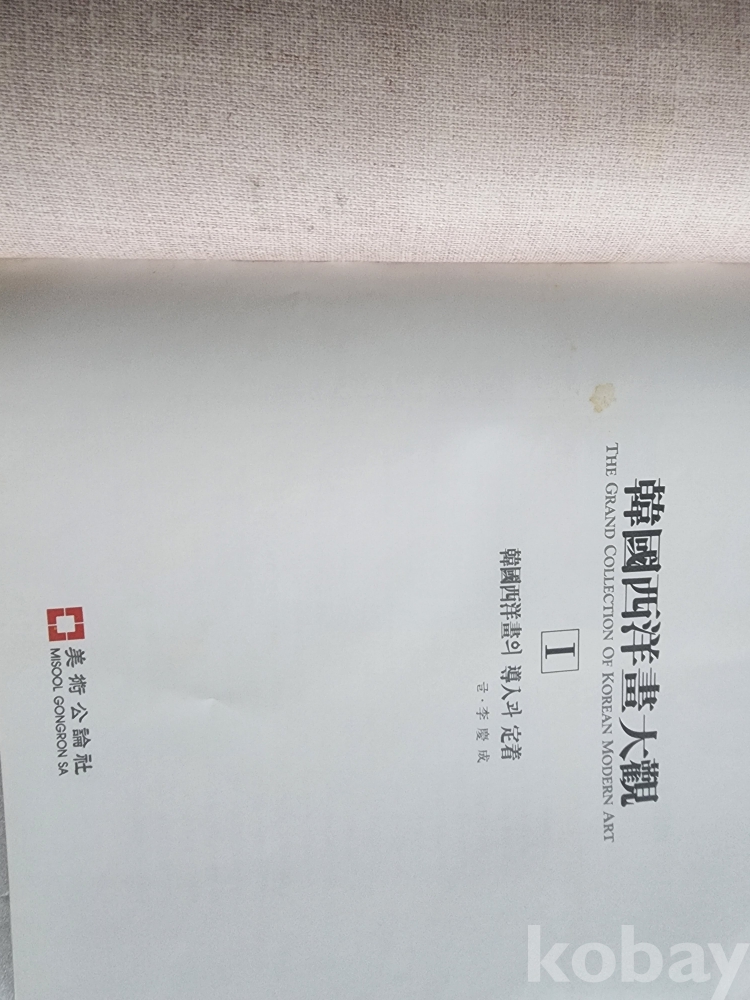 韓國西洋畫大觀
THE GRAND COLLECTION OF KOREAN MODERN ART
I
韓國西洋畵의 導入과 定着
글·李慶成
美術公論社
MISOOL GONGRON SA
kobay